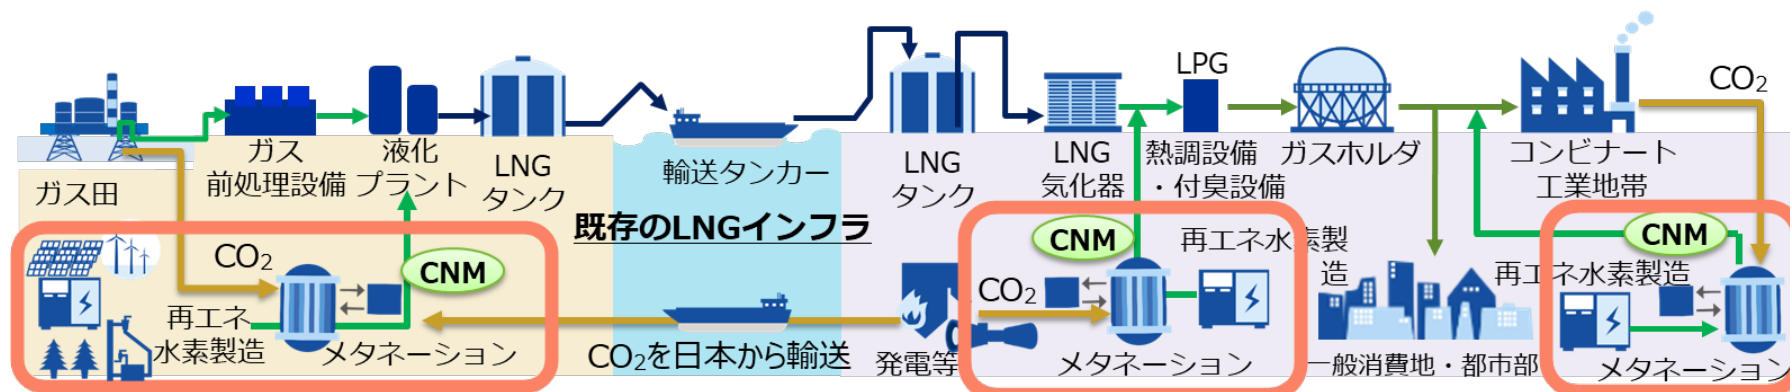 LPG
CO2
ガス田
ガス
前処理設備
液化
プラント
LNG
タンク
輸送タンカー
LNG
タンク
LNG
気化器
熱調設備
・付臭設備
ガスホルダ
コンビナート
工業地帯
既存のLNGインフラ
CO2
CNM
再エネ
水素製造
メタネーション
CO2を日本から輸送
発電等
CO2
CNM
再エネ水素製
造
メタネーション
一般消費地・都市部
CNM
再エネ水素製造
メタネーション